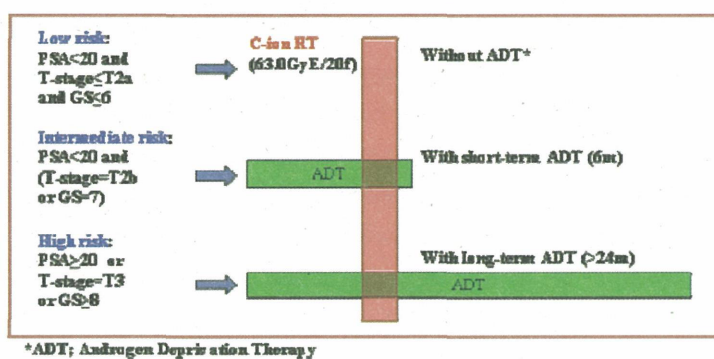 Low risk:
PSA<20 and
T-stage≤T2a
and GS≤6
C-ion RT
(63.0GyE/20f)
Without ADT*
Intermediate risk:
PSA<20 and
(T-stage=T2b
or GS=7)
ADT
With short-term ADT (6m)
High risk:
PSA≥20 or
T-stage=T3
or GS≥8
With long-term ADT (>24m)
ADT
*ADT; Androgen Deprivation Therapy